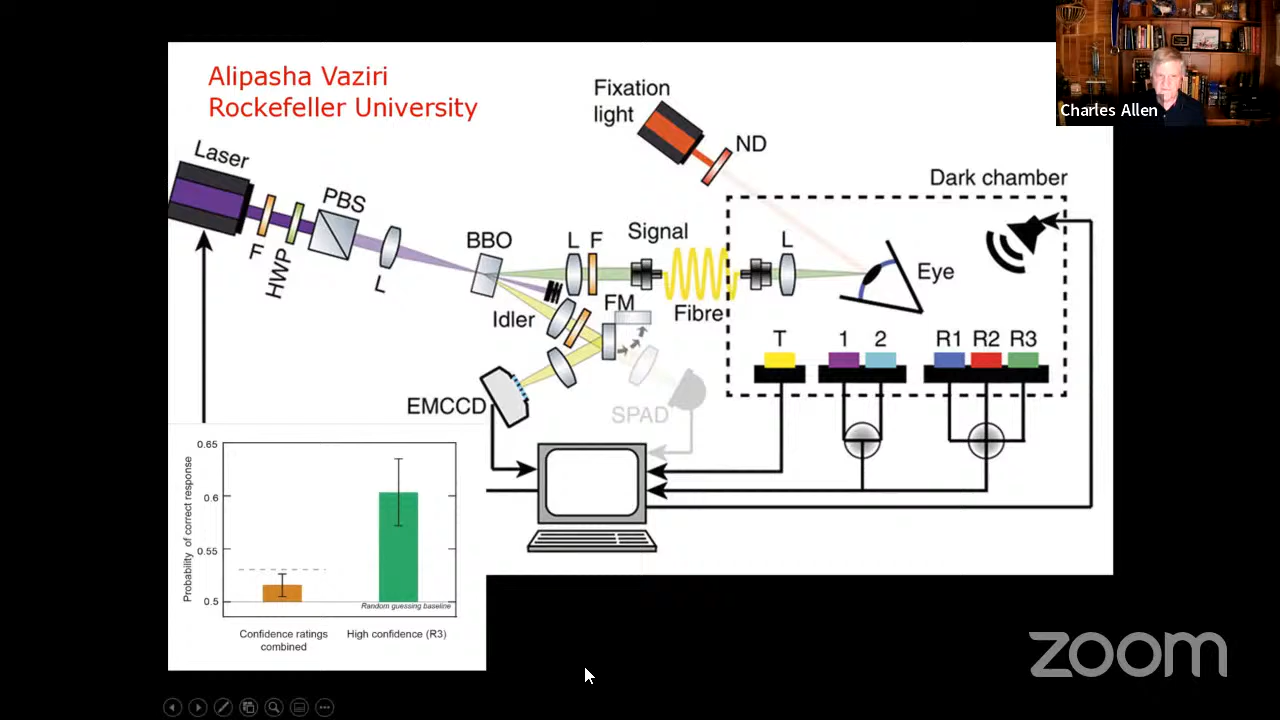 Alipasha Vaziri
Rockefeller University
Charles Allen
Fixation
light
ND
Laser
F
HWP
PBS
L
BBO
L F
Signal
Fibre
Dark chamber
L
Eye
Idler
FM
EMCCD
SPAD
T
1 2
R1 R2 R3
Probability of correct response
0.65
0.6
0.55
0.5
Random guessing baseline
Confidence ratings
combined
High confidence (R3)
zoom